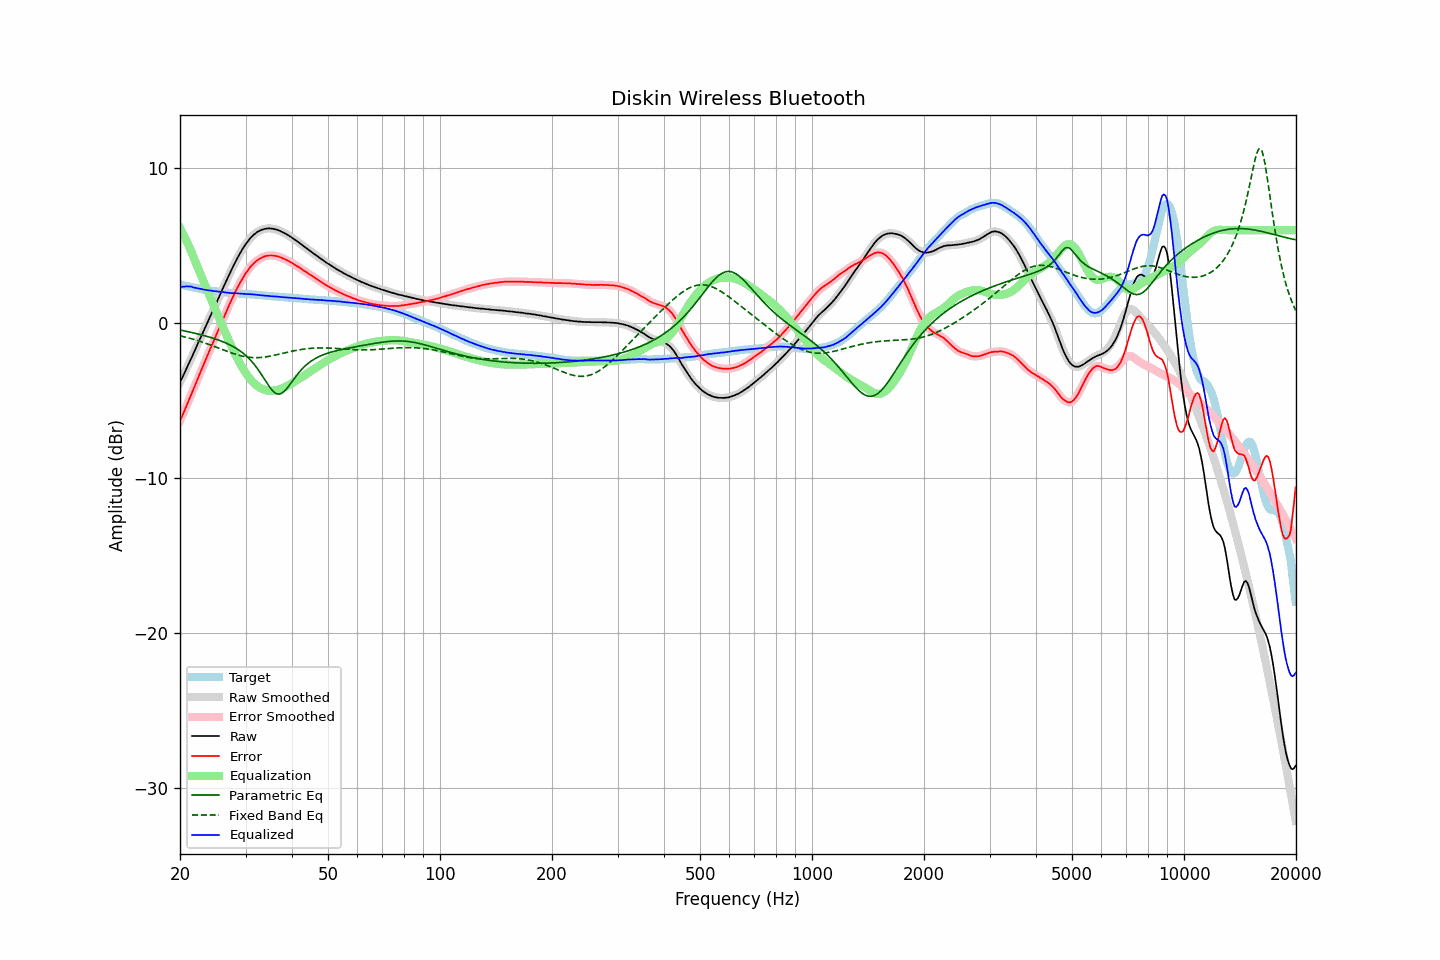 Diskin Wireless Bluetooth
10
0
−10
−20
−30
Amplitude (dBr)
Target
Raw Smoothed
Error Smoothed
Raw
Error
Equalization
Parametric Eq
Fixed Band Eq
Equalized
20 50 100 200 500 1000 2000 5000 10000 20000
Frequency (Hz)